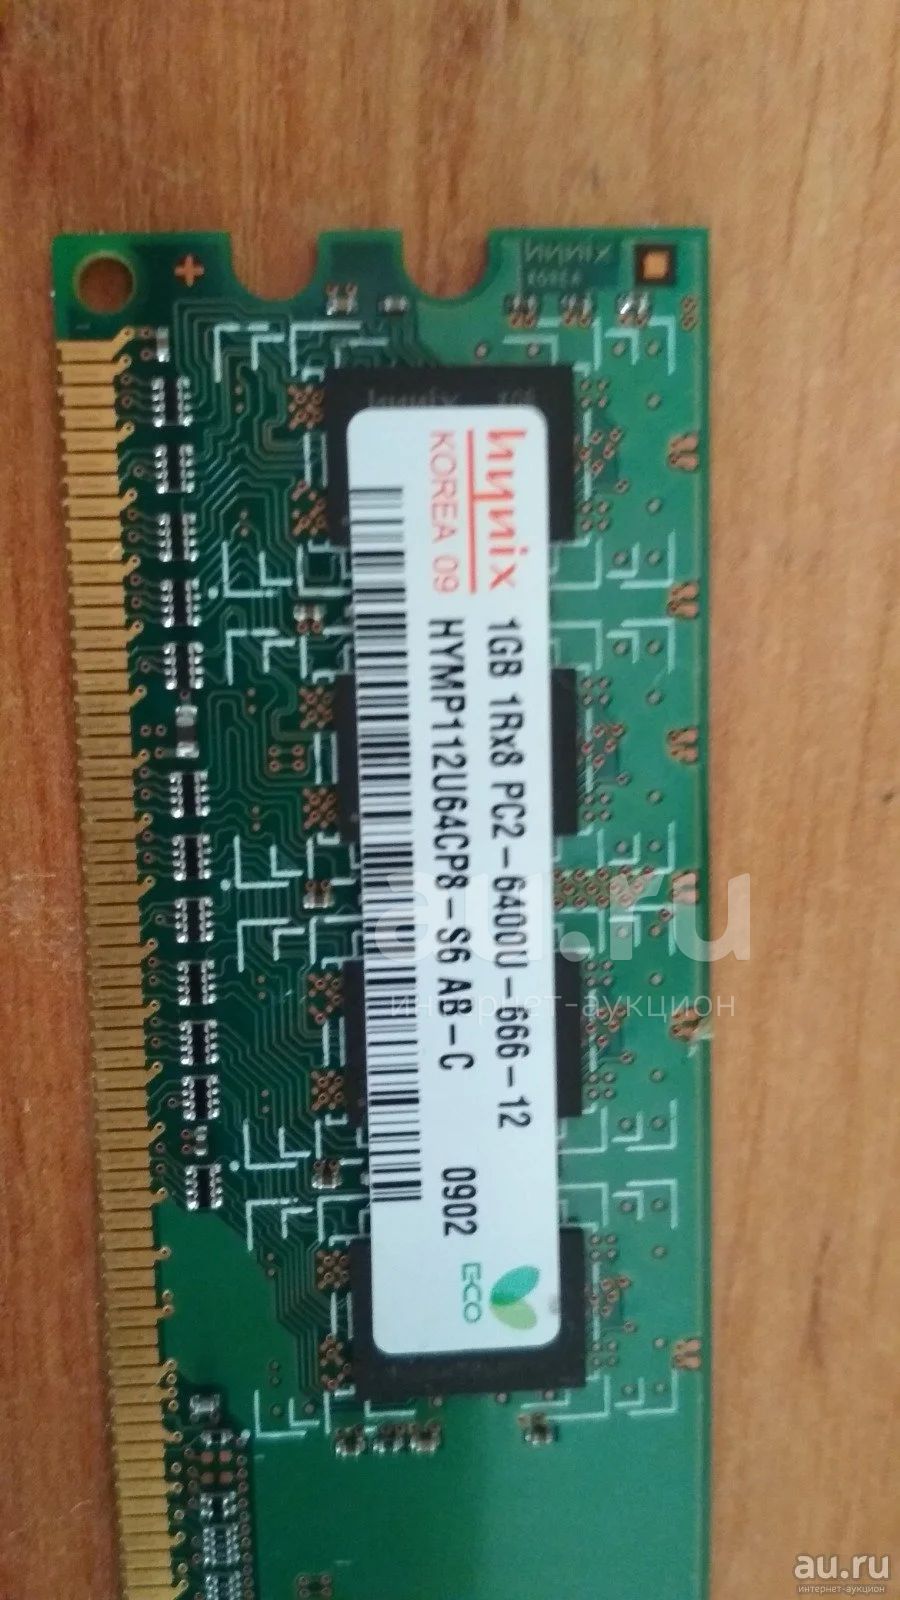 hynix
KOREA 09
1GB 1Rx8 PC2-6400U-666-12
HYMP112U64CP8-S6 AB-C 0902
ECO
hynix
KOREA
hynix
au.ru
интернет-аукцион
au.ru
интернет-аукцион